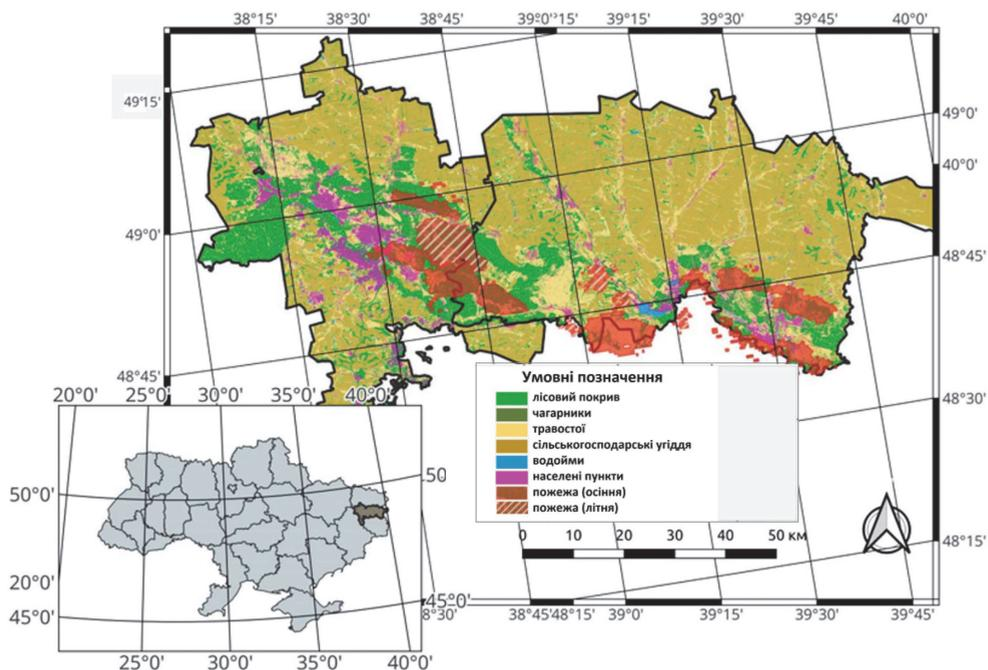 38°15' 38°30' 38°45' 39°0' 39°15' 39°30' 39°45' 40°0'
49°15'
49°0'
40°0'
49°0'
48°45'
48°45'
20°0' 25°0' 30°0' 35°0' 40°0'
Умовні позначення
лісовий покрив
чагарники
травостої
сільськогосподарські угіддя
водойми
населені пункти
пожежа (осіння)
пожежа (літня)
48°30'
50
50°0'
0 10 20 30 40 50 км
48°15'
20°0'
45°0'
45°0'
8°30' 38°45' 48°15' 39°0' 39°15' 39°30' 39°45'
25°0' 30°0' 35°0' 40°0'